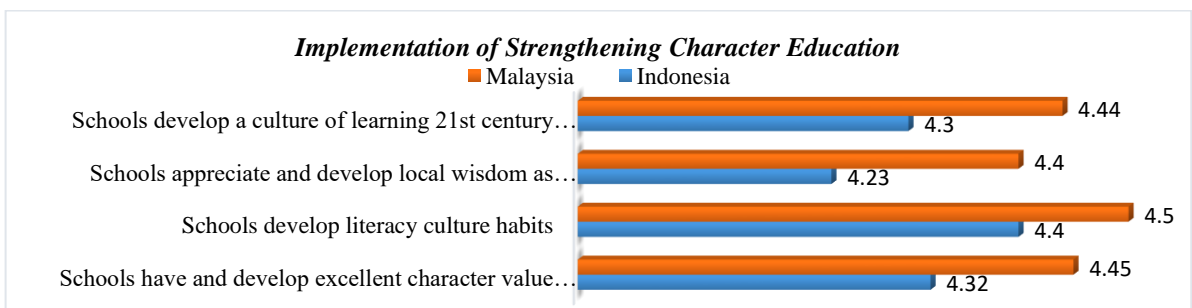 Implementation of Strengthening Character Education
Malaysia Indonesia
Schools develop a culture of learning 21st century…
4.44
4.3
Schools appreciate and develop local wisdom as…
4.4
4.23
Schools develop literacy culture habits
4.5
4.4
Schools have and develop excellent character value…
4.45
4.32